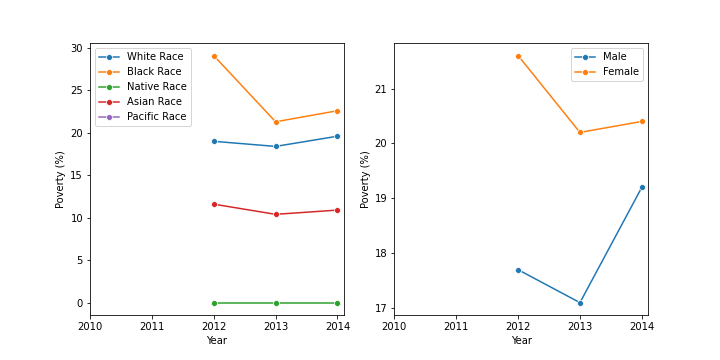 30
25
20
15
10
5
0
Poverty (%)
White Race
Black Race
Native Race
Asian Race
Pacific Race
2010 2011 2012 2013 2014
Year
21
20
19
18
17
Poverty (%)
Male
Female
2010 2011 2012 2013 2014
Year